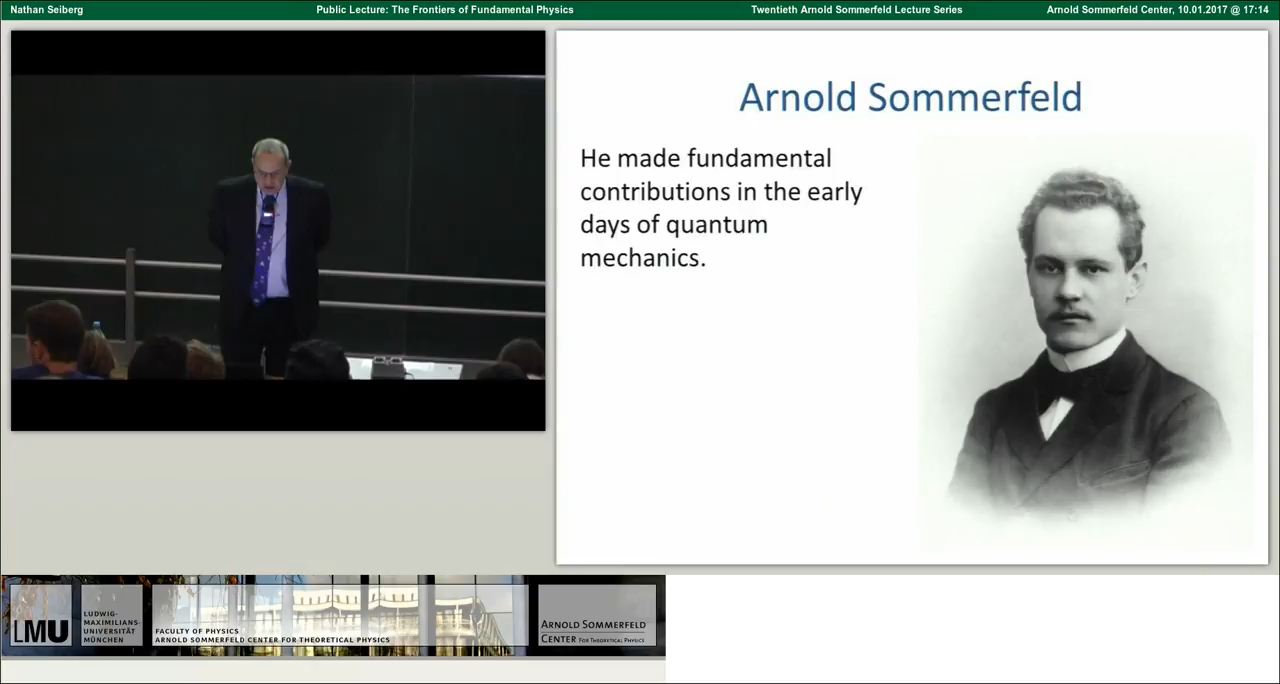 Nathan Seiberg
Public Lecture: The Frontiers of Fundamental Physics
Twentieth Arnold Sommerfeld Lecture Series
Arnold Sommerfeld Center, 10.01.2017 @ 17:14
Arnold Sommerfeld
He made fundamental
contributions in the early
days of quantum
mechanics.
LMU
LUDWIG-
MAXIMILIANS-
UNIVERSITÄT
MÜNCHEN
FACULTY OF PHYSICS
ARNOLD SOMMERFELD CENTER FOR THEORETICAL PHYSICS
ARNOLD SOMMERFELD
CENTER FOR THEORETICAL PHYSICS